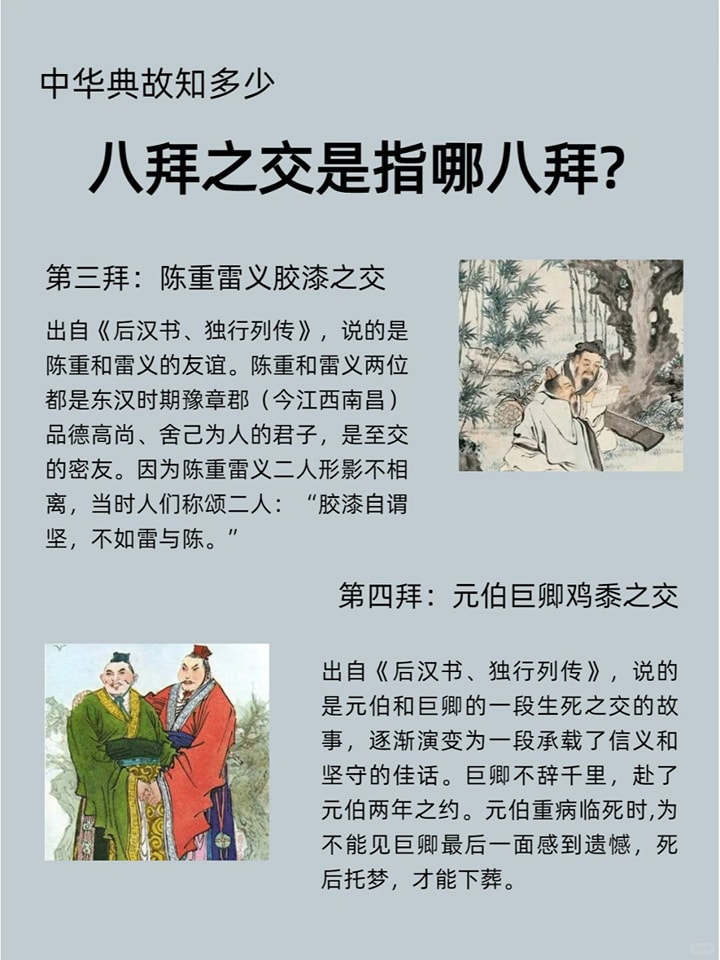 中华典故知多少
八拜之交是指哪八拜?
第三拜：陈重雷义胶漆之交
出自《后汉书、独行列传》，说的是
陈重和雷义的友谊。陈重和雷义两位
都是东汉时期豫章郡（今江西南昌）
品德高尚、舍己为人的君子，是至交
的密友。因为陈重雷义二人形影不相
离，当时人们称颂二人：“胶漆自谓
坚，不如雷与陈。”
第四拜：元伯巨卿鸡黍之交
出自《后汉书、独行列传》，说的
是元伯和巨卿的一段生死之交的故
事，逐渐演变为一段承载了信义和
坚守的佳话。巨卿不辞千里，赴了
元伯两年之约。元伯重病临死时,为
不能见巨卿最后一面感到遗憾，死
后托梦，才能下葬。